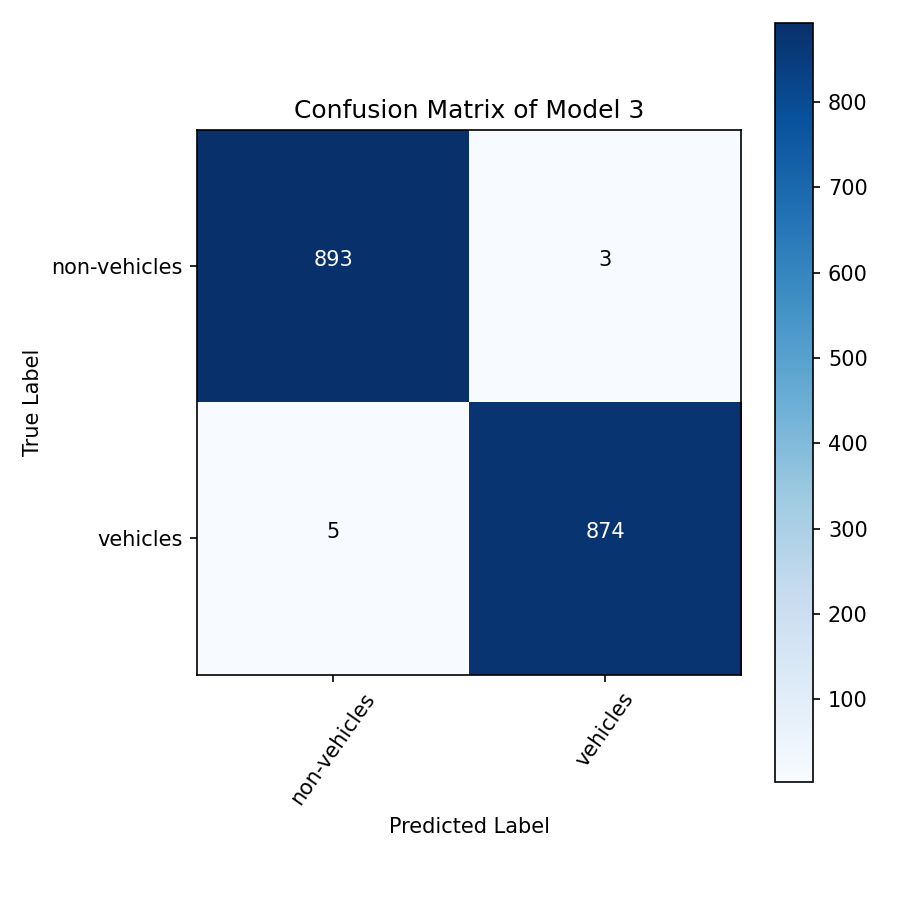 Confusion Matrix of Model 3
True Label
non-vehicles
893
3
vehicles
5
874
non-vehicles
vehicles
Predicted Label
800
700
600
500
400
300
200
100